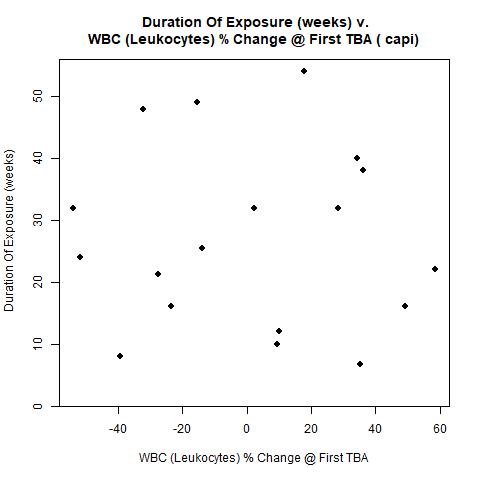 Duration Of Exposure (weeks) v.
WBC (Leukocytes) % Change @ First TBA ( capi)
Duration Of Exposure (weeks)
50
40
30
20
10
0
-40 -20 0 20 40 60
WBC (Leukocytes) % Change @ First TBA